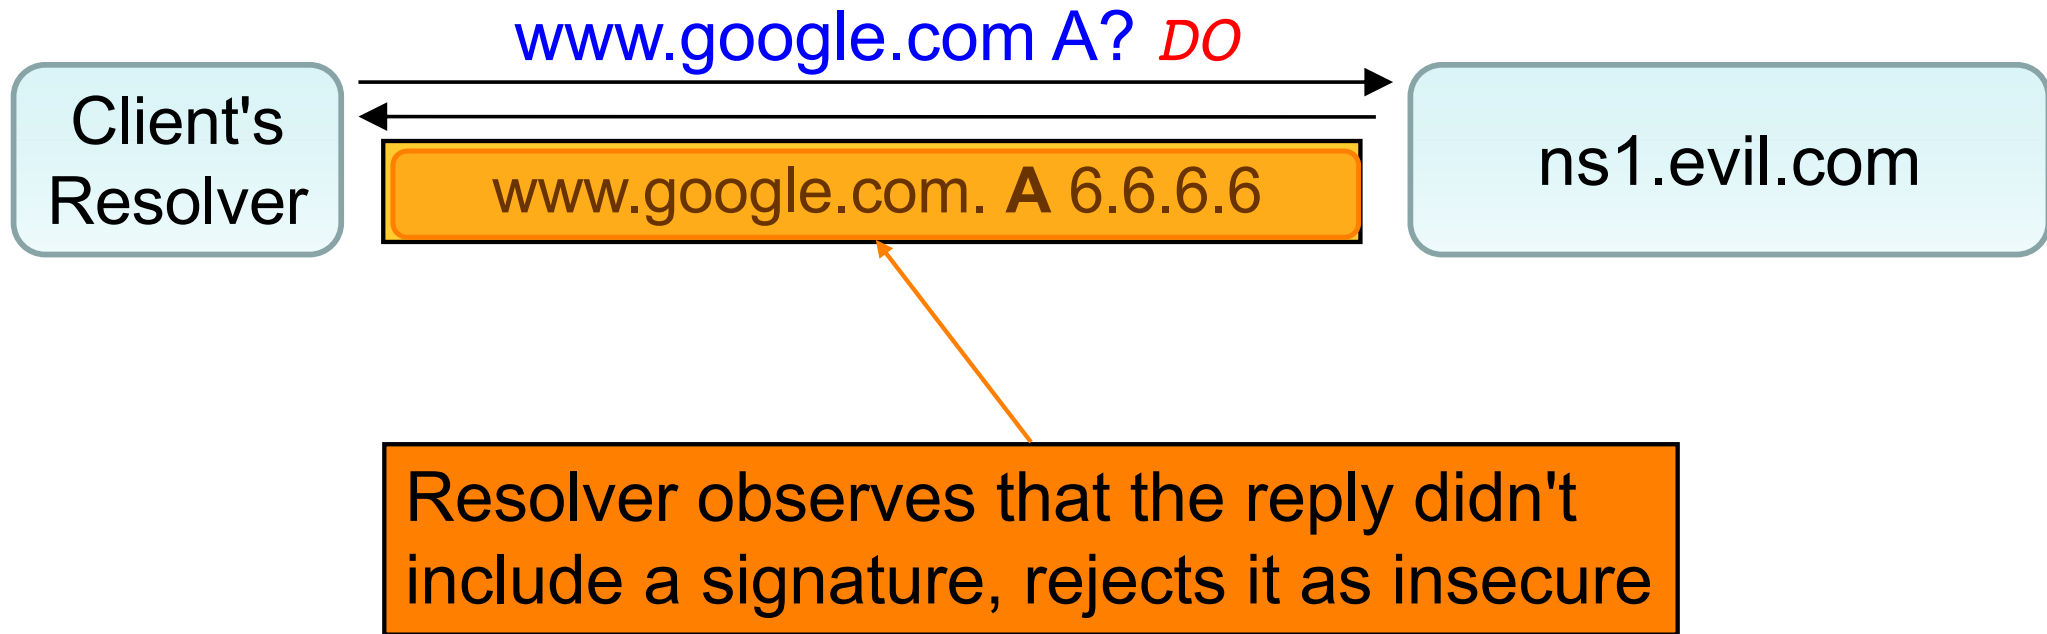 www.google.com A? DO
Client's
Resolver
www.google.com. A 6.6.6.6
ns1.evil.com
Resolver observes that the reply didn't
include a signature, rejects it as insecure